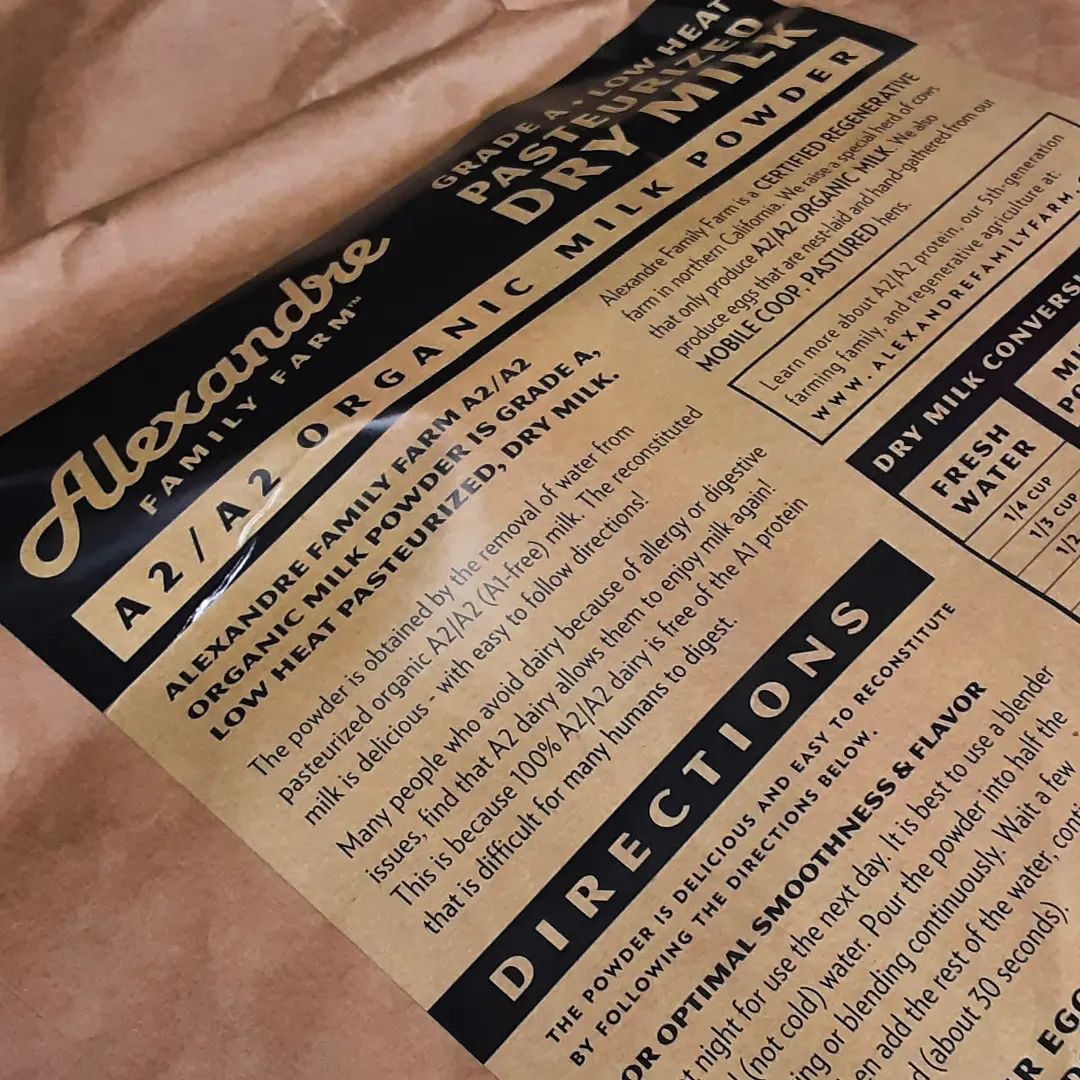 GRADE A • LOW HEAT
PASTEURIZED
DRY MILK
Alexandre
FAMILY FARM™
A2/A2 ORGANIC MILK POWDER
ALEXANDRE FAMILY FARM A2/A2
ORGANIC MILK POWDER IS GRADE A,
LOW HEAT PASTEURIZED, DRY MILK.
The powder is obtained by the removal of water from
pasteurized organic A2/A2 (A1-free) milk. The reconstituted
milk is delicious - with easy to follow directions!
Many people who avoid dairy because of allergy or digestive
issues, find that A2 dairy allows them to enjoy milk again!
This is because 100% A2/A2 dairy is free of the A1 protein
that is difficult for many humans to digest.
Alexandre Family Farm is a CERTIFIED REGENERATIVE
farm in northern California. We raise a special herd of cows
that only produce A2/A2 ORGANIC MILK. We also
produce eggs that are nest-laid and hand-gathered from our
MOBILE COOP, PASTURED hens.
Learn more about A2/A2 protein, our 5th-generation
farming family, and regenerative agriculture at:
WWW.ALEXANDREFAMILYFARM.
DRY MILK CONVERSI
FRESH
WATER
MI
PO
1/4 CUP
1/3 CUP
1/2
DIRECTIONS
THE POWDER IS DELICIOUS AND EASY TO RECONSTITUTE
BY FOLLOWING THE DIRECTIONS BELOW.
OR OPTIMAL SMOOTHNESS & FLAVOR
t night for use the next day. It is best to use a blender
(not cold) water. Pour the powder into half the
ing or blending continuously. Wait a few
en add the rest of the water, conti
d (about 30 seconds).
R EGG